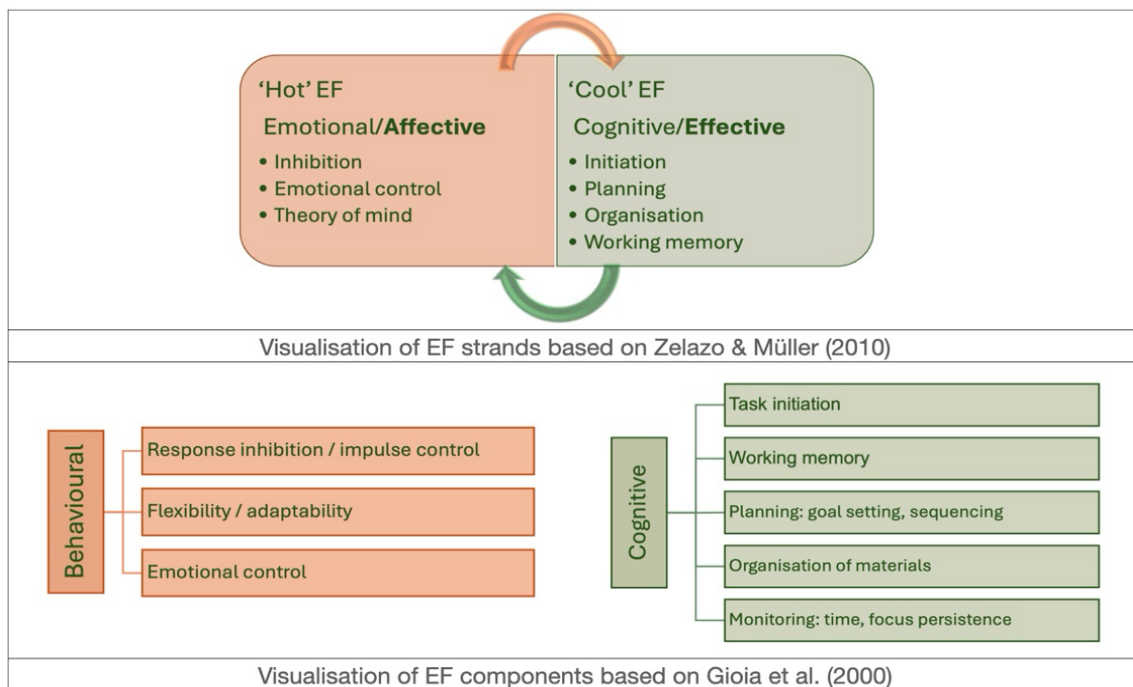 ‘Hot’ EF
Emotional/Affective
• Inhibition
• Emotional control
• Theory of mind
‘Cool’ EF
Cognitive/Effective
• Initiation
• Planning
• Organisation
• Working memory
Visualisation of EF strands based on Zelazo & Müller (2010)
Behavioural
Response inhibition / impulse control
Flexibility / adaptability
Emotional control
Cognitive
Task initiation
Working memory
Planning: goal setting, sequencing
Organisation of materials
Monitoring: time, focus persistence
Visualisation of EF components based on Gioia et al. (2000)